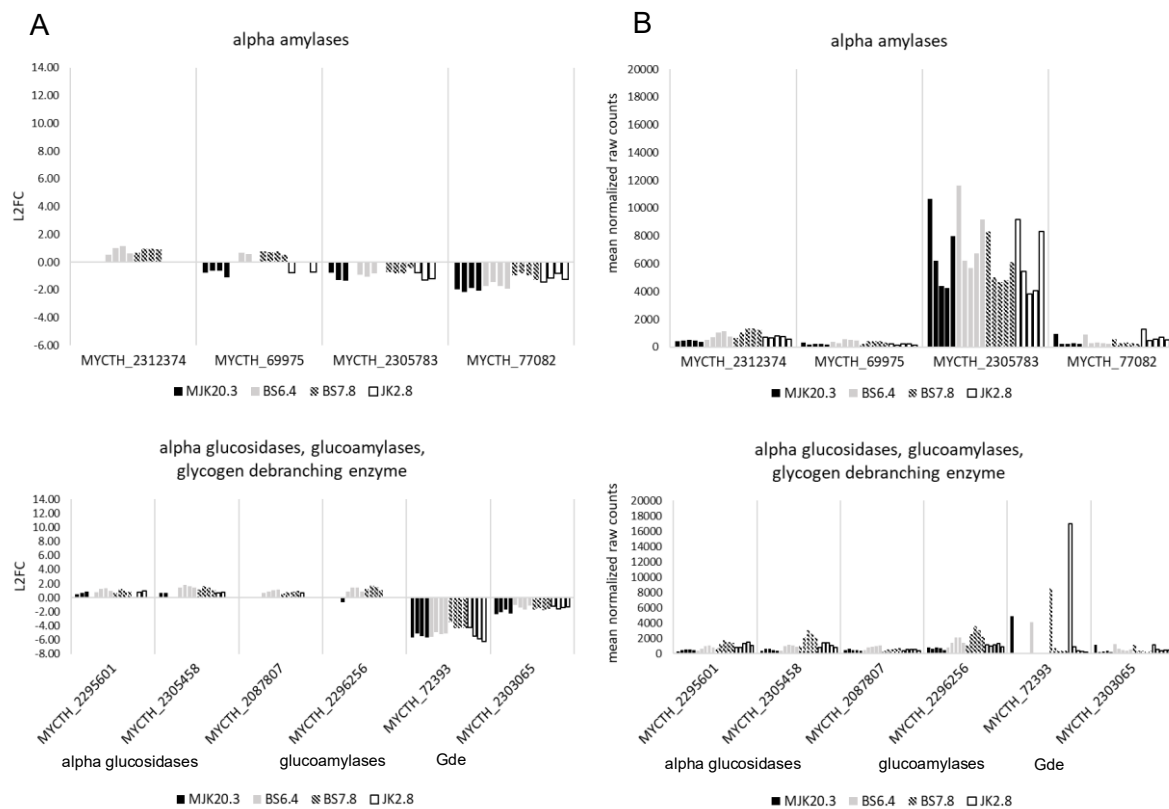 A
alpha amylases
14.00
12.00
10.00
8.00
6.00
4.00
2.00
0.00
-2.00
-4.00
-6.00
L2FC
MYCTH_2312374 MYCTH_69975 MYCTH_2305783 MYCTH_77082
MJK20.3 BS6.4 BS7.8 JK2.8
B
alpha amylases
20000
18000
16000
14000
12000
10000
8000
6000
4000
2000
0
mean normalized raw counts
MYCTH_2312374 MYCTH_69975 MYCTH_2305783 MYCTH_77082
MJK20.3 BS6.4 BS7.8 JK2.8
alpha glucosidases, glucoamylases,
glycogen debranching enzyme
14.00
12.00
10.00
8.00
6.00
4.00
2.00
0.00
-2.00
-4.00
-6.00
-8.00
L2FC
MYCTH_2295601
MYCTH_2305458
MYCTH_2087807
MYCTH_2296256
MYCTH_72393
MYCTH_2303065
alpha glucosidases glucoamylases Gde
MJK20.3 BS6.4 BS7.8 JK2.8
alpha glucosidases, glucoamylases,
glycogen debranching enzyme
20000
18000
16000
14000
12000
10000
8000
6000
4000
2000
0
mean normalized raw counts
MYCTH_2295601
MYCTH_2305458
MYCTH_2087807
MYCTH_2296256
MYCTH_72393
MYCTH_2303065
alpha glucosidases glucoamylases Gde
MJK20.3 BS6.4 BS7.8 JK2.8